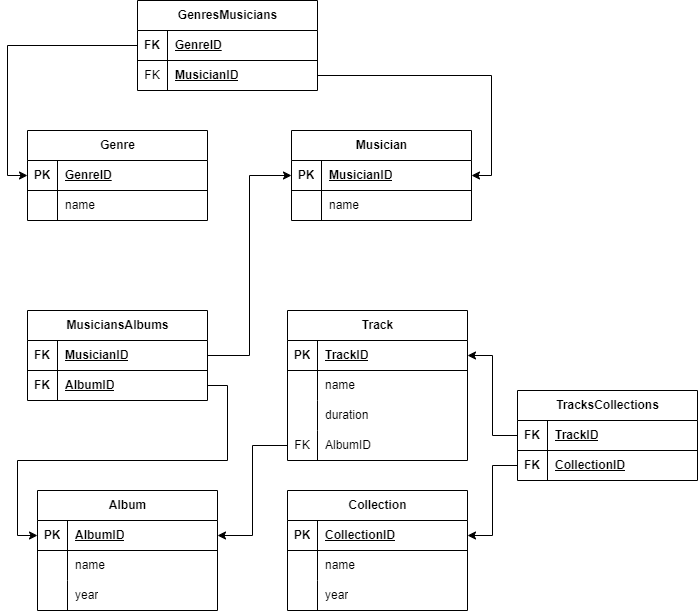 GenresMusicians
FK GenreID
FK MusicianID
Genre
PK GenreID
name
Musician
PK MusicianID
name
MusiciansAlbums
FK MusicianID
FK AlbumID
Track
PK TrackID
name
duration
FK AlbumID
TracksCollections
FK TrackID
FK CollectionID
Album
PK AlbumID
name
year
Collection
PK CollectionID
name
year